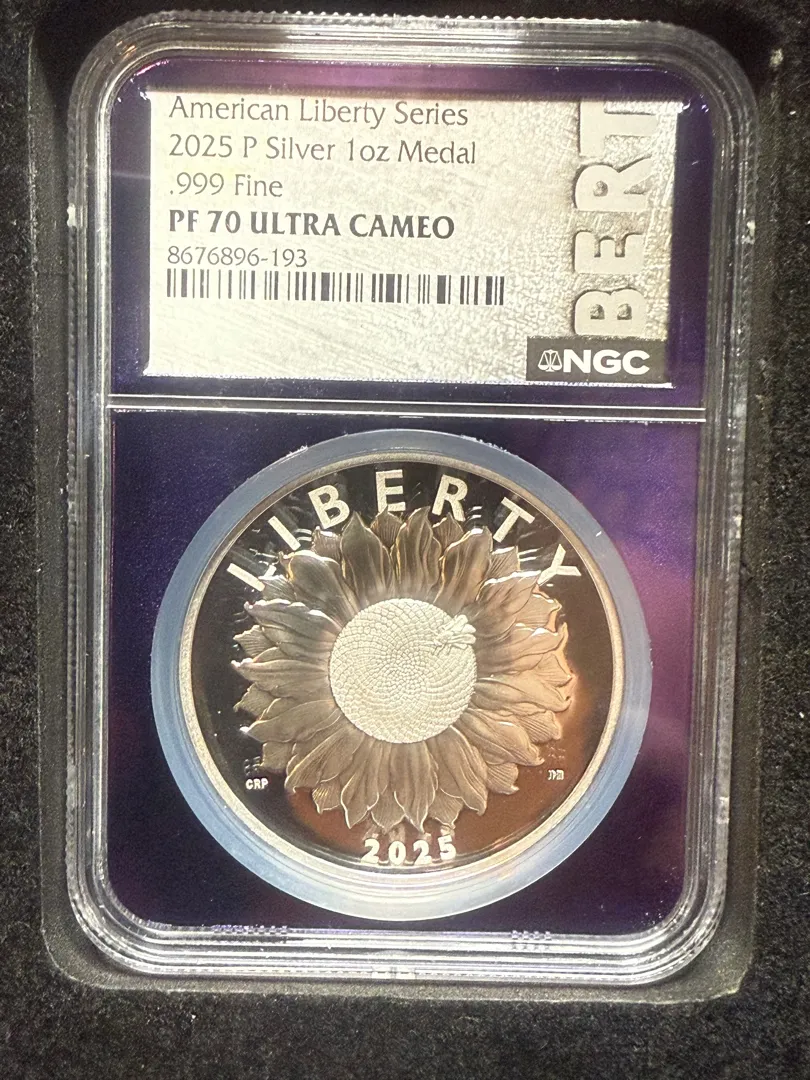 American Liberty Series
2025 P Silver 1oz Medal
.999 Fine
PF 70 ULTRA CAMEO
8676896-193
BERT
NGC
LIBERTY
GRP
2025